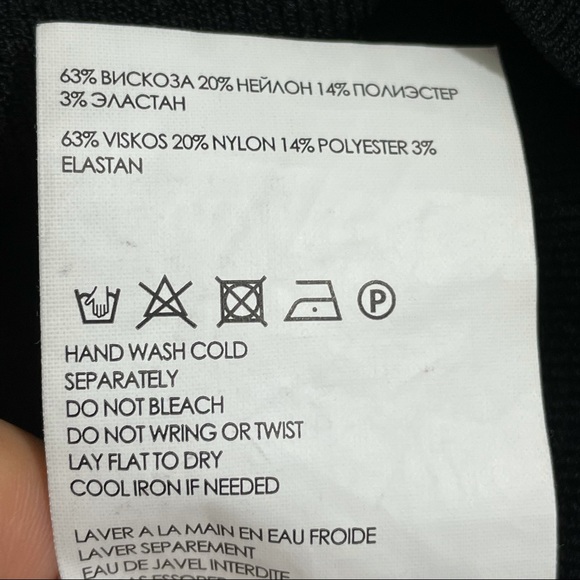 63% ВИСКОЗА 20% НЕЙЛОН 14% ПОЛИЭСТЕР
3% ЭЛАСТАН
63% VISKOS 20% NYLON 14% POLYESTER 3%
ELASTAN
P
HAND WASH COLD
SEPARATELY
DO NOT BLEACH
DO NOT WRING OR TWIST
LAY FLAT TO DRY
COOL IRON IF NEEDED
LAVER A LA MAIN EN EAU FROIDE
LAVER SEPAREMENT
EAU DE JAVEL INTERDITE